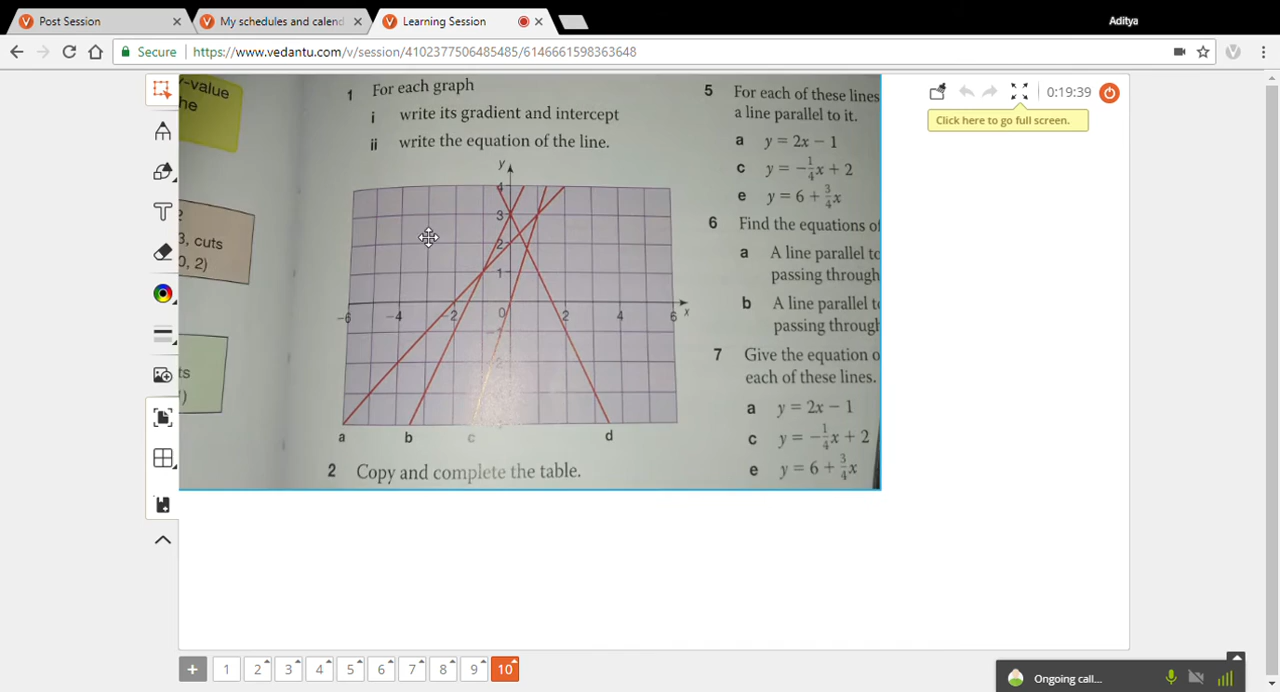 Post Session
My schedules and calend
Learning Session
Aditya
Secure
https://www.vedantu.com/v/session/4102377506485485/6146661598363648
0:19:39
Click here to go full screen.
-value
he
3, cuts
0, 2)
ts
1 For each graph
i write its gradient and intercept
ii write the equation of the line.
y
4
3
2
1
0
-6 -4 -2 2 4 6 x
-1
-2
a b c d
2 Copy and complete the table.
5 For each of these lines
a line parallel to it.
a y = 2x − 1
c y = −1/4x + 2
e y = 6 + 3/4x
6 Find the equations of
a A line parallel to
passing through
b A line parallel to
passing through
7 Give the equation o
each of these lines.
a y = 2x − 1
c y = −1/4x + 2
e y = 6 + 3/4x
1 2 3 4 5 6 7 8 9 10
Ongoing call...